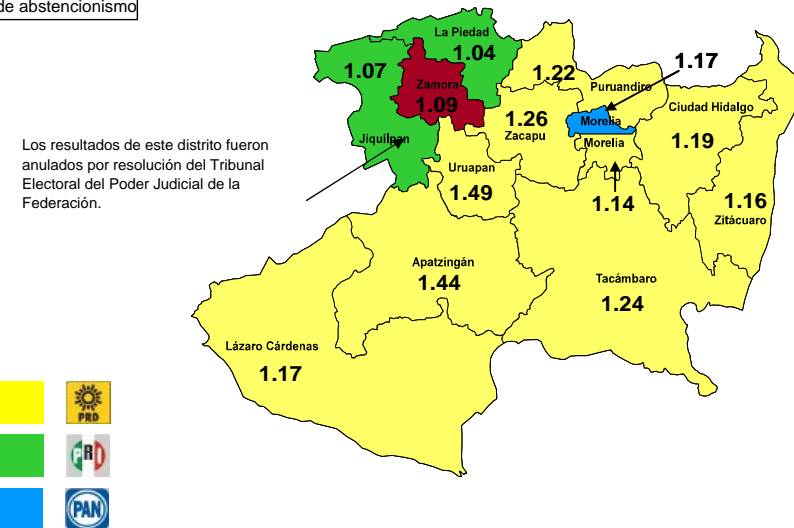 de abstencionismo
La Piedad
1.04
1.07
Zamora
1.09
1.22
Puruandiro
1.17
Ciudad Hidalgo
1.26
Zacapu
Morelia
Morelia
1.19
Jiquilpan
Los resultados de este distrito fueron
anulados por resolución del Tribunal
Electoral del Poder Judicial de la
Federación.
Uruapan
1.49
1.14
1.16
Zitácuaro
Apatzingán
1.44
Tacámbaro
1.24
Lázaro Cárdenas
1.17
PRD
PRI
PAN